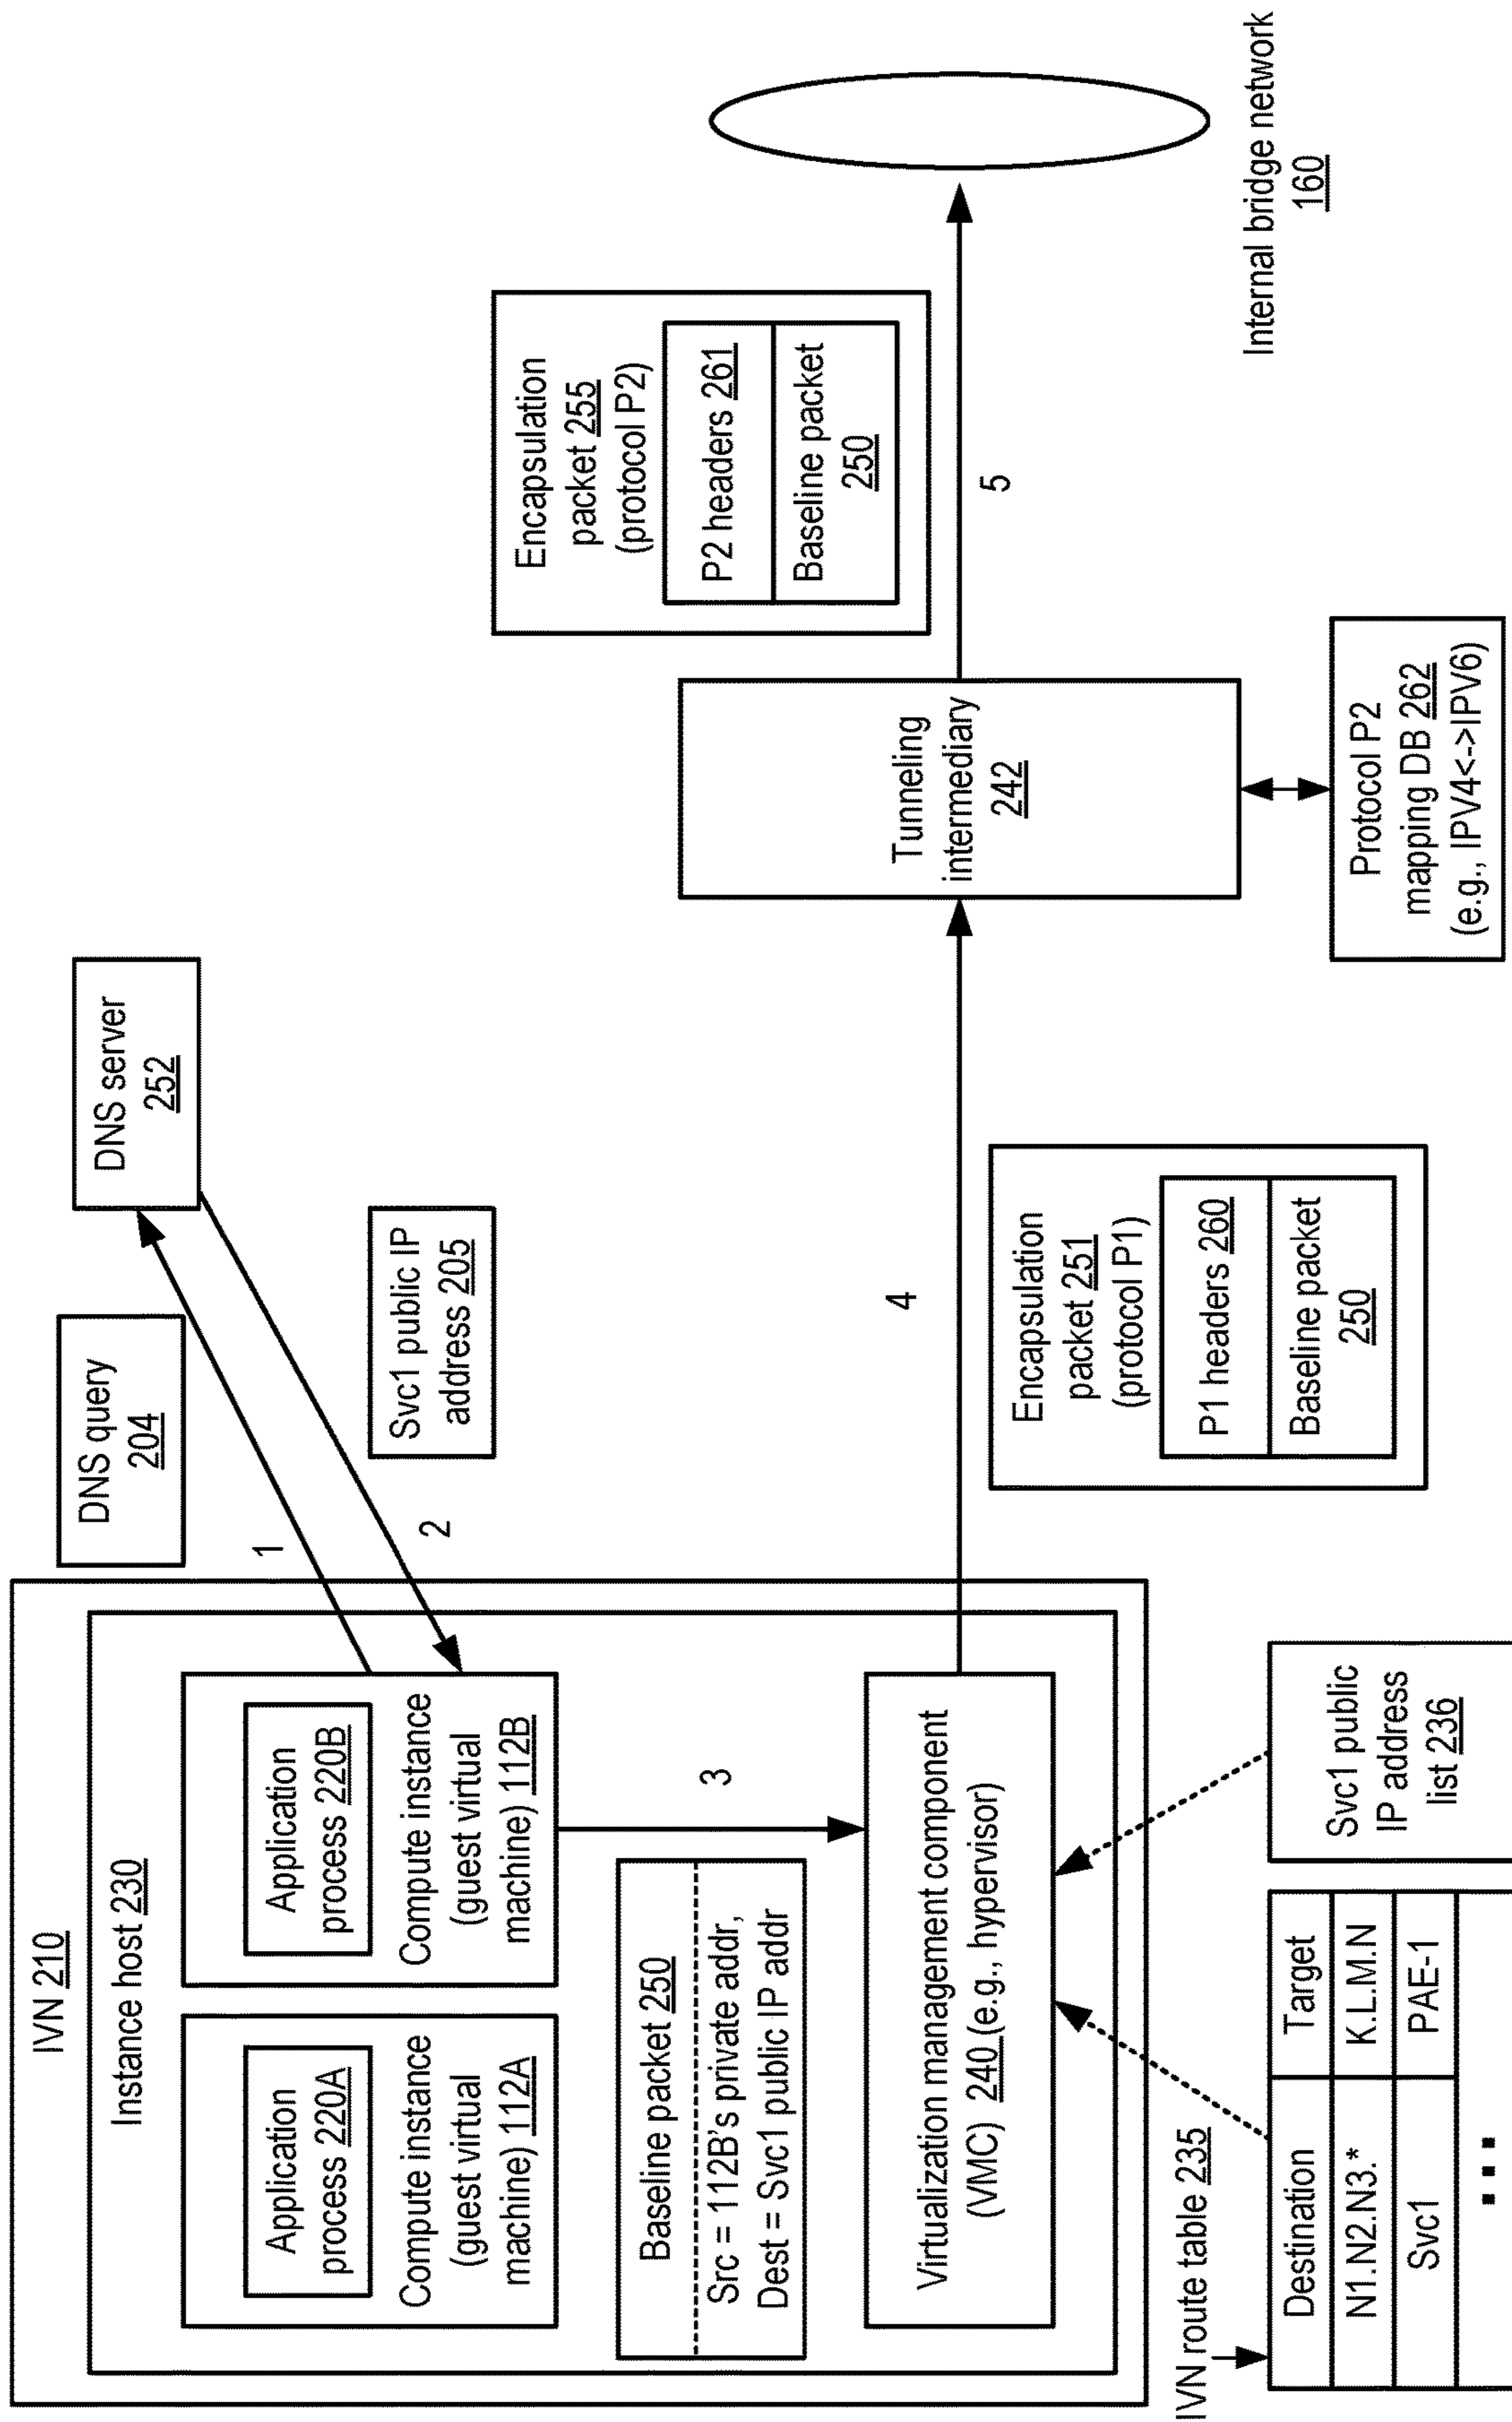 IVN 210
Instance host 230
Application
process 220A
Compute instance
(guest virtual
machine) 112A
Application
process 220B
Compute instance
(guest virtual
machine) 112B
DNS query
204
1
2
DNS server
252
Svc1 public IP
address 205
Baseline packet 250
Src = 112B's private addr,
Dest = Svc1 public IP addr
3
Virtualization management component
(VMC) 240 (e.g., hypervisor)
4
Encapsulation
packet 251
(protocol P1)
P1 headers 260
Baseline packet
250
Tunneling
intermediary
242
Encapsulation
packet 255
(protocol P2)
P2 headers 261
Baseline packet
250
5
Internal bridge network
160
IVN route table 235
Destination Target
N1.N2.N3.* K.L.M.N
Svc1 PAE-1
...
Svc1 public
IP address
list 236
Protocol P2
mapping DB 262
(e.g., IPV4<->IPV6)